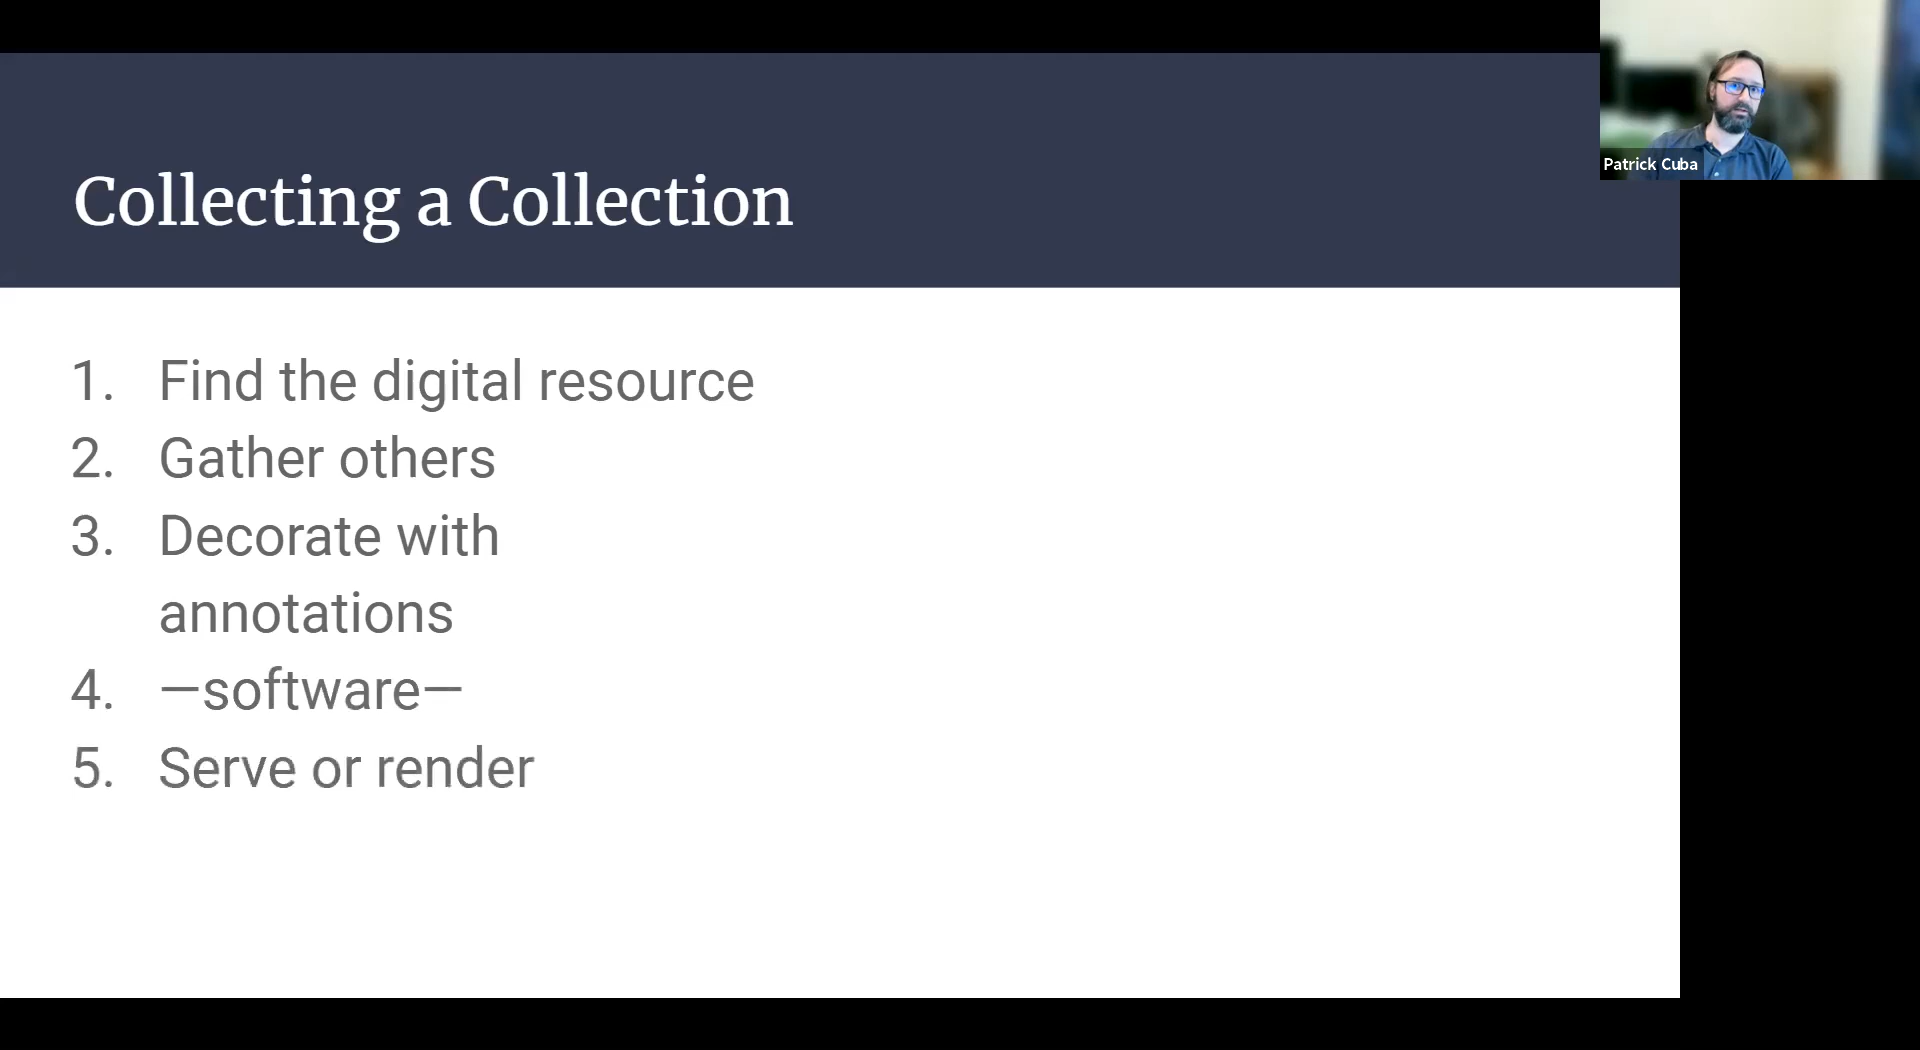 Collecting a Collection
1. Find the digital resource
2. Gather others
3. Decorate with
annotations
4. —software—
5. Serve or render
Patrick Cuba